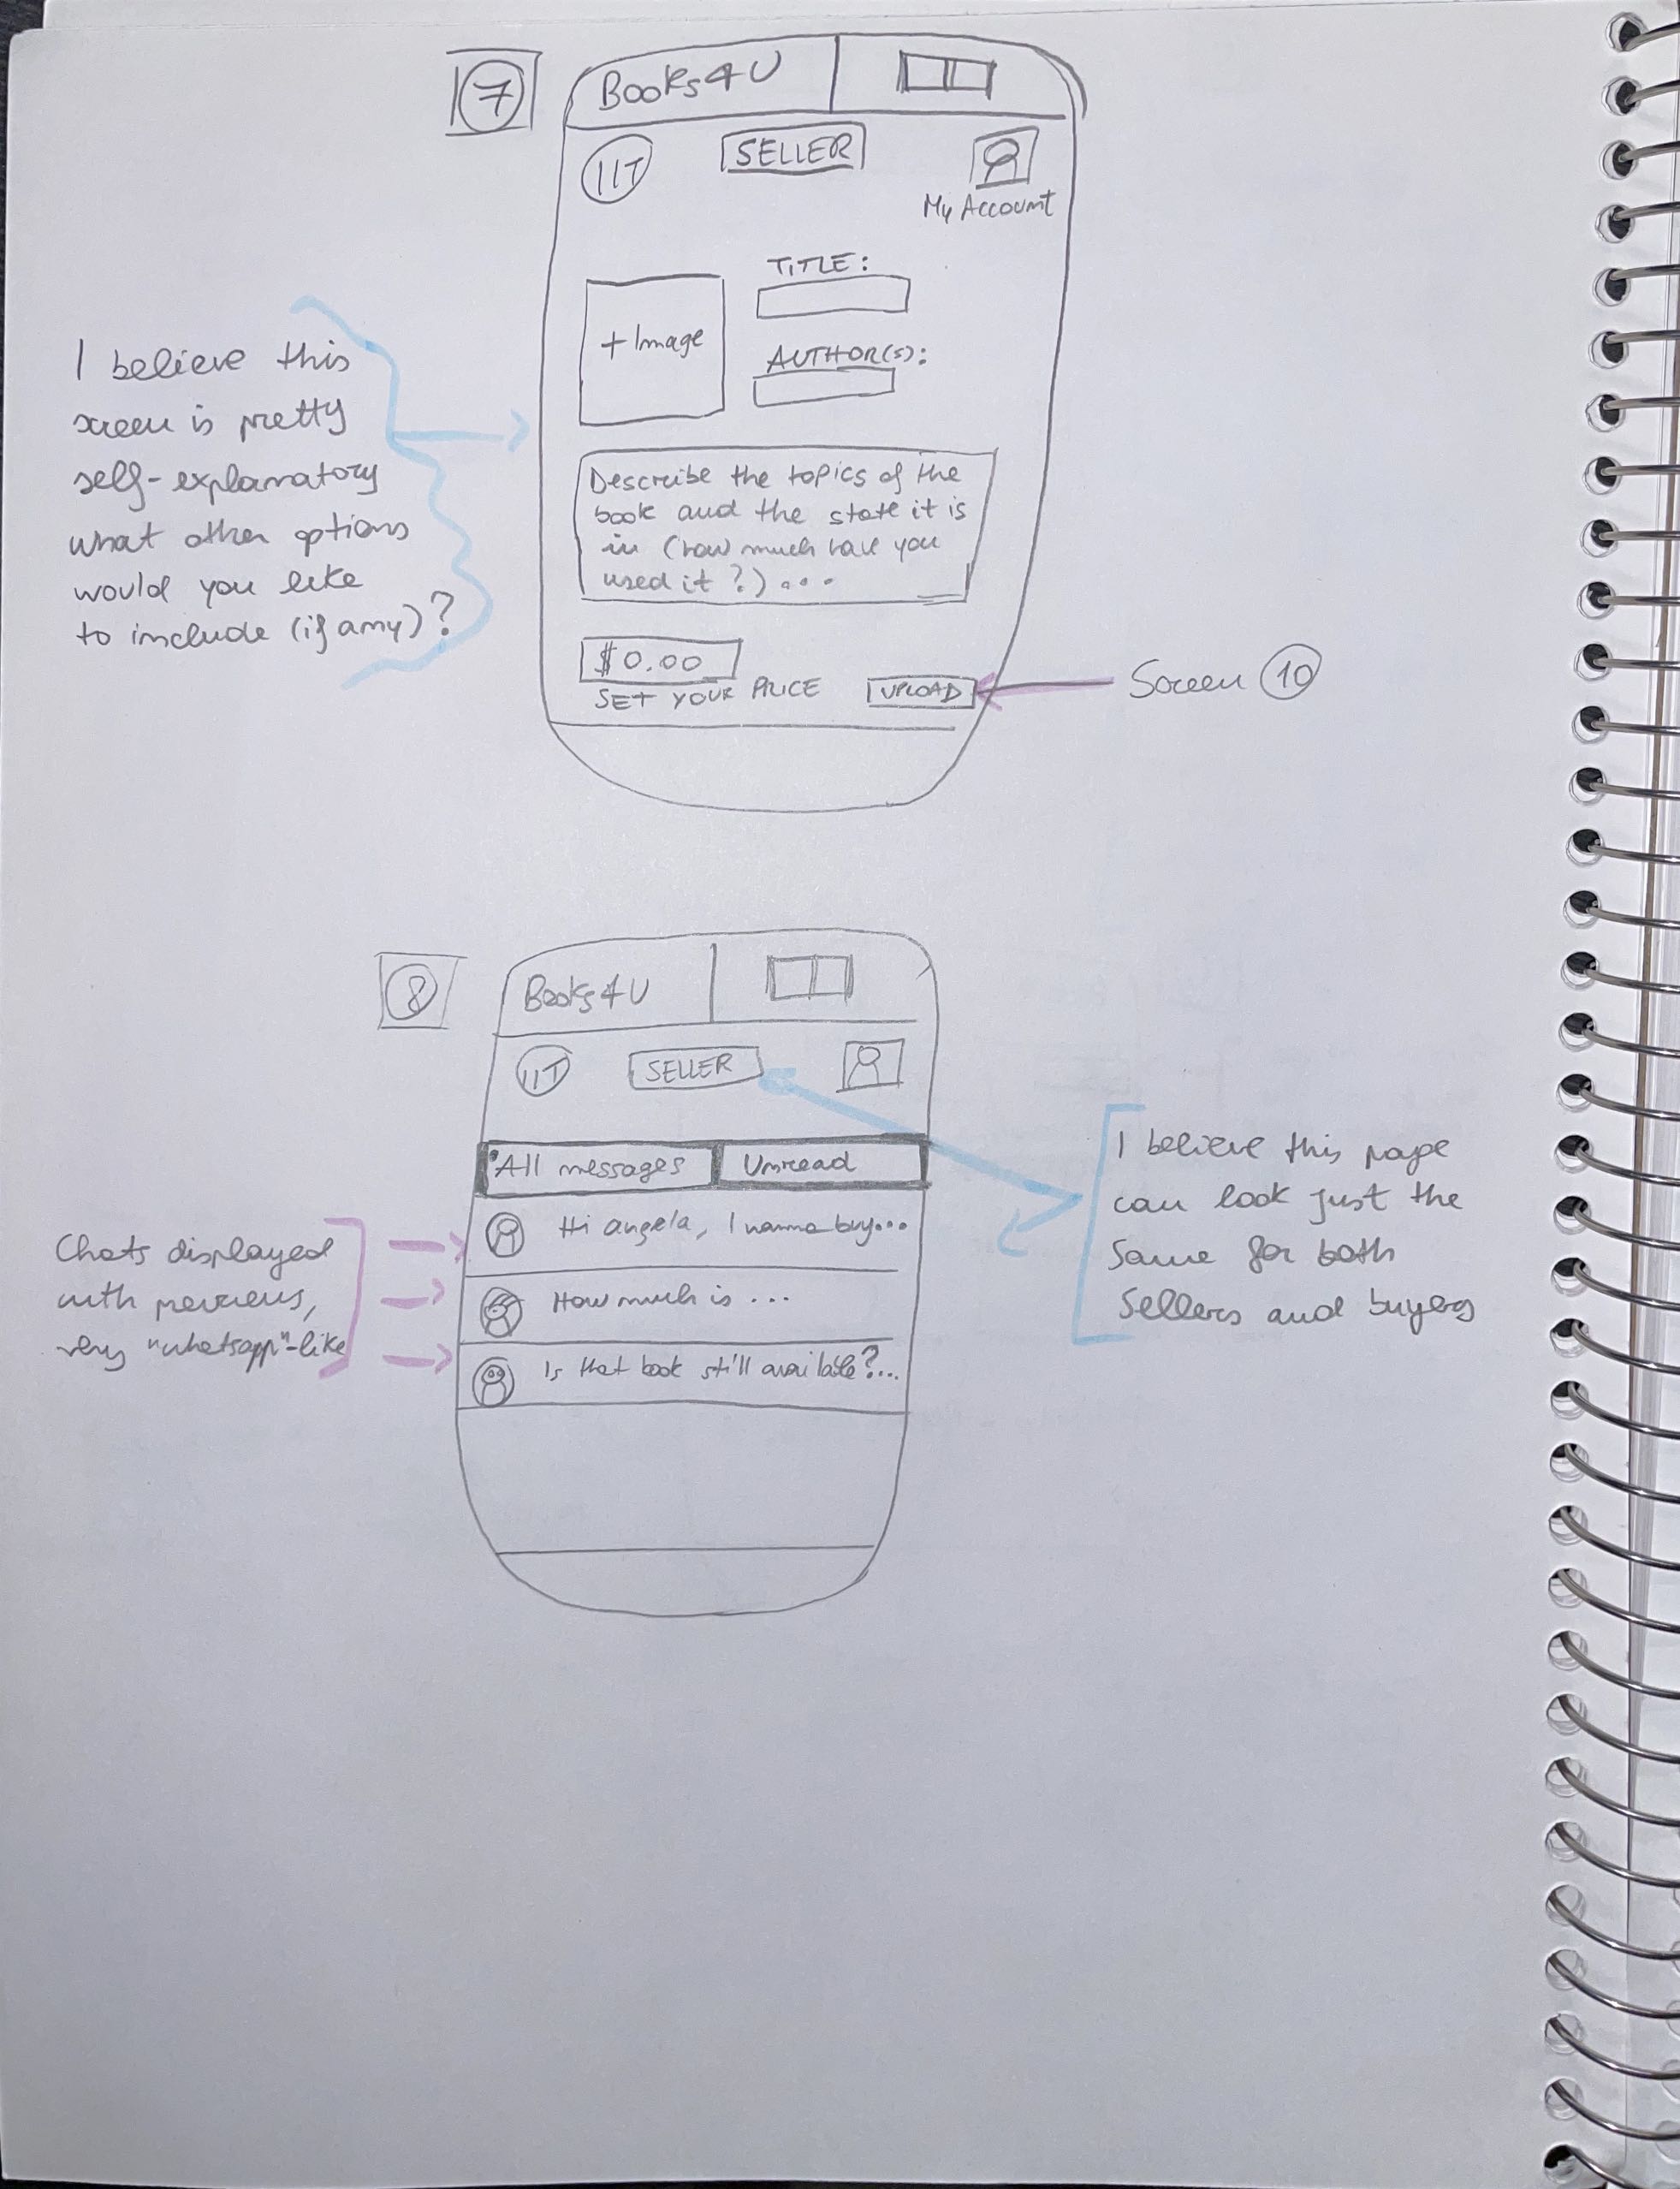 7
Books4U
IIT
SELLER
My Account
TITLE:
+ Image
AUTHOR(S):
I believe this
screen is pretty
self-explanatory
what other options
would you like
to include (if any)?
Describe the topics of the
book and the state it is
in (how much have you
used it?)...
$0.00
SET YOUR PRICE
UPLOAD
Screen 10
8
Books4U
IIT
SELLER
All messages
Unread
Hi angela, I wanna buy...
How much is ...
Is that book still available?...
Chats displayed
with previews,
very "whatsapp"-like
I believe this page
can look just the
same for both
sellers and buyers